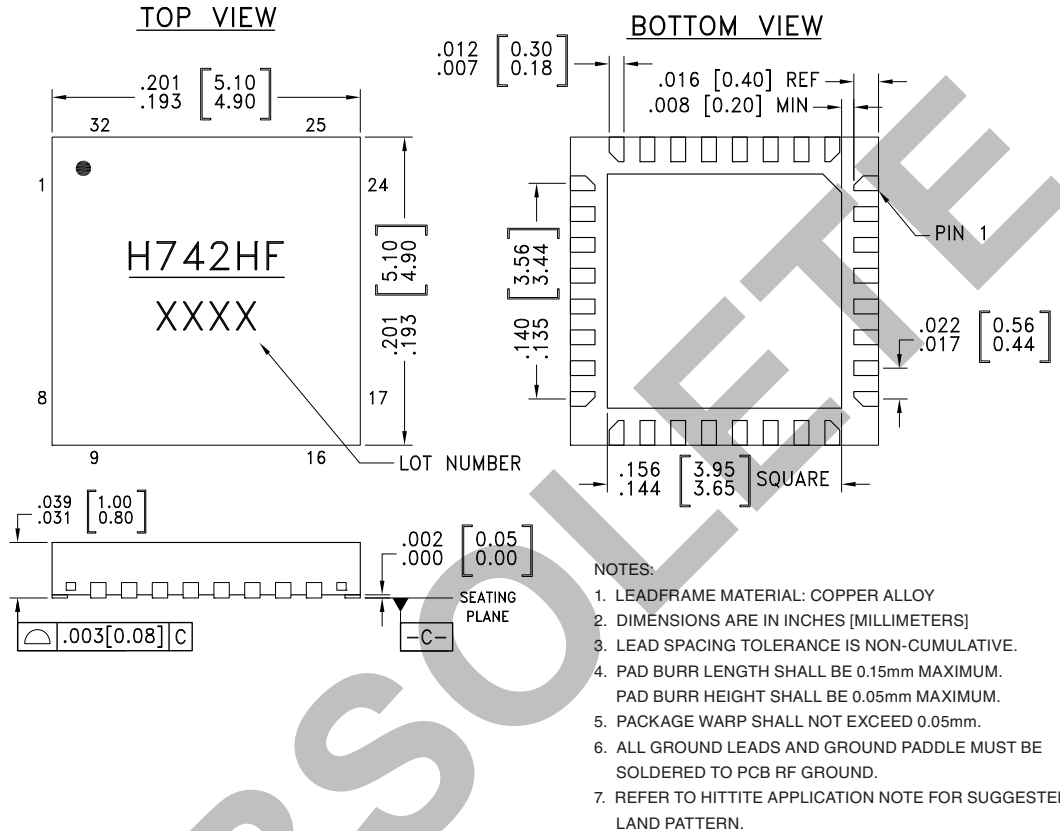 TOP VIEW
.201 [5.10]
.193 [4.90]
32 25
1 24
H742HF
XXXX
8 17
9 16
LOT NUMBER
.201 [5.10]
.193 [4.90]
BOTTOM VIEW
.012 [0.30]
.007 [0.18]
.016 [0.40] REF
.008 [0.20] MIN
PIN 1
.140 [3.56]
.135 [3.44]
.022 [0.56]
.017 [0.44]
.156 [3.95]
.144 [3.65] SQUARE
.039 [1.00]
.031 [0.80]
.002 [0.05]
.000 [0.00]
SEATING
PLANE
.003[0.08] C
-C-
NOTES:
1. LEADFRAME MATERIAL: COPPER ALLOY
2. DIMENSIONS ARE IN INCHES [MILLIMETERS]
3. LEAD SPACING TOLERANCE IS NON-CUMULATIVE.
4. PAD BURR LENGTH SHALL BE 0.15mm MAXIMUM.
PAD BURR HEIGHT SHALL BE 0.05mm MAXIMUM.
5. PACKAGE WARP SHALL NOT EXCEED 0.05mm.
6. ALL GROUND LEADS AND GROUND PADDLE MUST BE
SOLDERED TO PCB RF GROUND.
7. REFER TO HITTITE APPLICATION NOTE FOR SUGGESTED
LAND PATTERN.
OBSOLETE